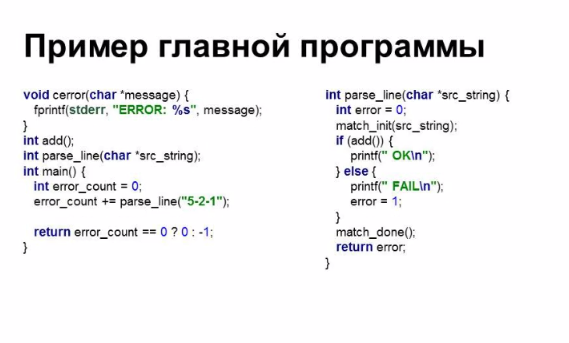 Пример главной программы
void cerror(char *message) {
fprintf(stderr, "ERROR: %s", message);
}
int add();
int parse_line(char *src_string);
int main() {
int error_count = 0;
error_count += parse_line("5-2-1");
return error_count == 0 ? 0 : -1;
}
int parse_line(char *src_string) {
int error = 0;
match_init(src_string);
if (add()) {
printf(" OK\n");
} else {
printf(" FAIL\n");
error = 1;
}
match_done();
return error;
}